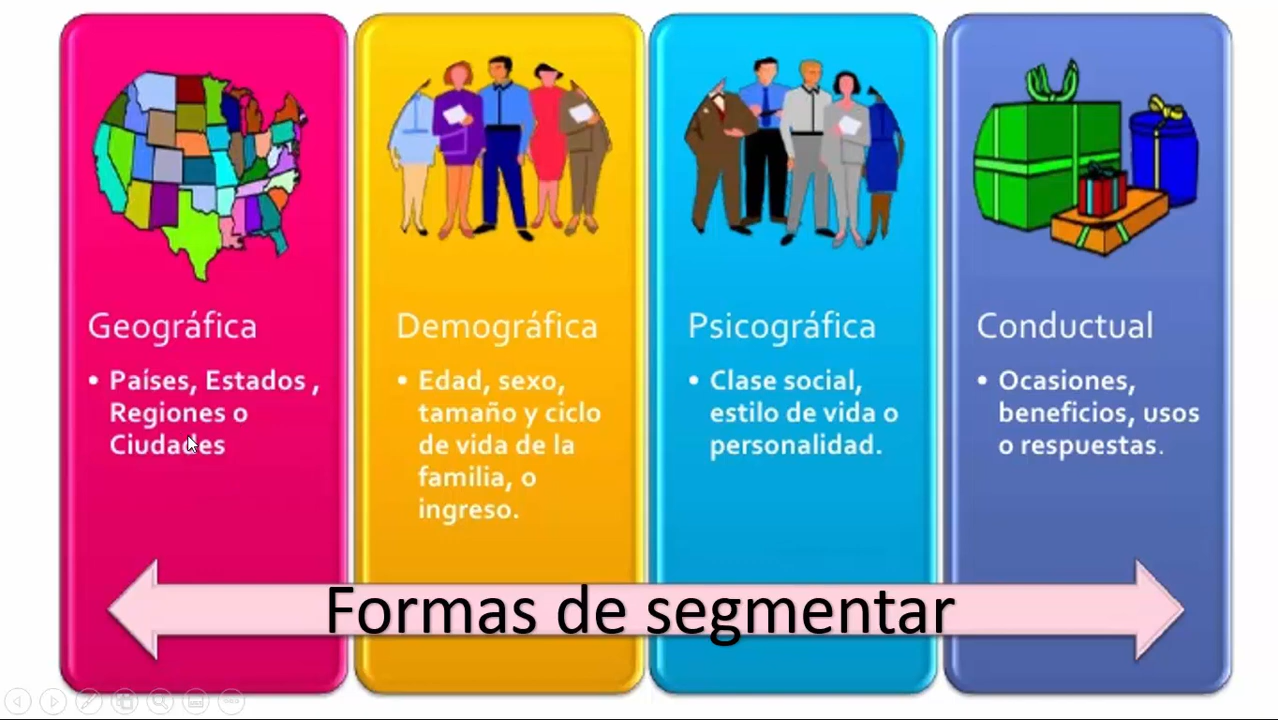 Geográfica
• Países, Estados ,
Regiones o
Ciudades
Demográfica
• Edad, sexo,
tamaño y ciclo
de vida de la
familia, o
ingreso.
Psicográfica
• Clase social,
estilo de vida o
personalidad.
Conductual
• Ocasiones,
beneficios, usos
o respuestas.
Formas de segmentar